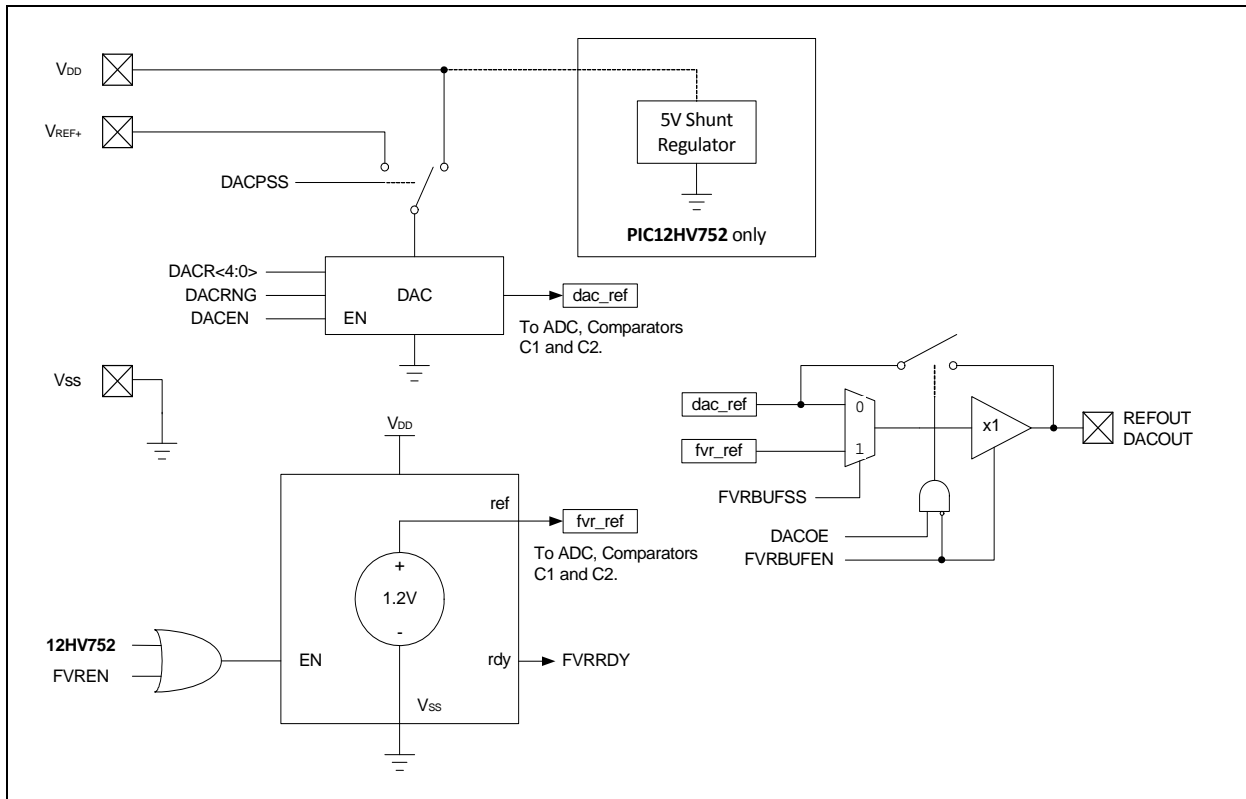 VDD
VREF+
5V Shunt
Regulator
PIC12HV752 only
DACPSS
DACR<4:0>
DACRNG
DACEN
EN
DAC
dac_ref
To ADC, Comparators
C1 and C2.
VSS
VDD
ref
fvr_ref
To ADC, Comparators
C1 and C2.
+
1.2V
-
12HV752
FVREN
EN
rdy
FVRRDY
VSS
dac_ref
fvr_ref
0
1
x1
REFOUT
DACOUT
FVRBUFSS
DACOE
FVRBUFEN